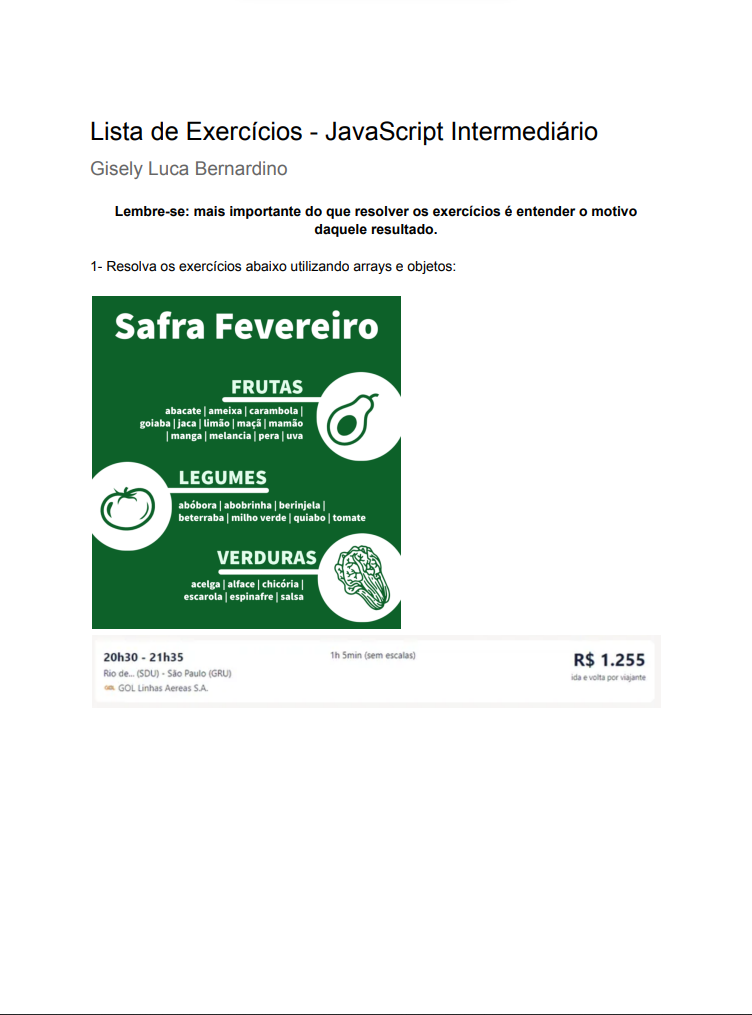 Lista de Exercícios - JavaScript Intermediário
Gisely Luca Bernardino
Lembre-se: mais importante do que resolver os exercícios é entender o motivo
daquele resultado.
1- Resolva os exercícios abaixo utilizando arrays e objetos:
Safra Fevereiro
FRUTAS
abacate | ameixa | carambola |
goiaba | jaca | limão | maçã | mamão
| manga | melancia | pera | uva
LEGUMES
abóbora | abobrinha | berinjela |
beterraba | milho verde | quiabo | tomate
VERDURAS
acelga | alface | chicória |
escarola | espinafre | salsa
20h30 - 21h35
1h 5min (sem escalas)
R$ 1.255
Rio de... (SDU) - São Paulo (GRU)
ida e volta por viajante
GOL Linhas Aereas S.A.